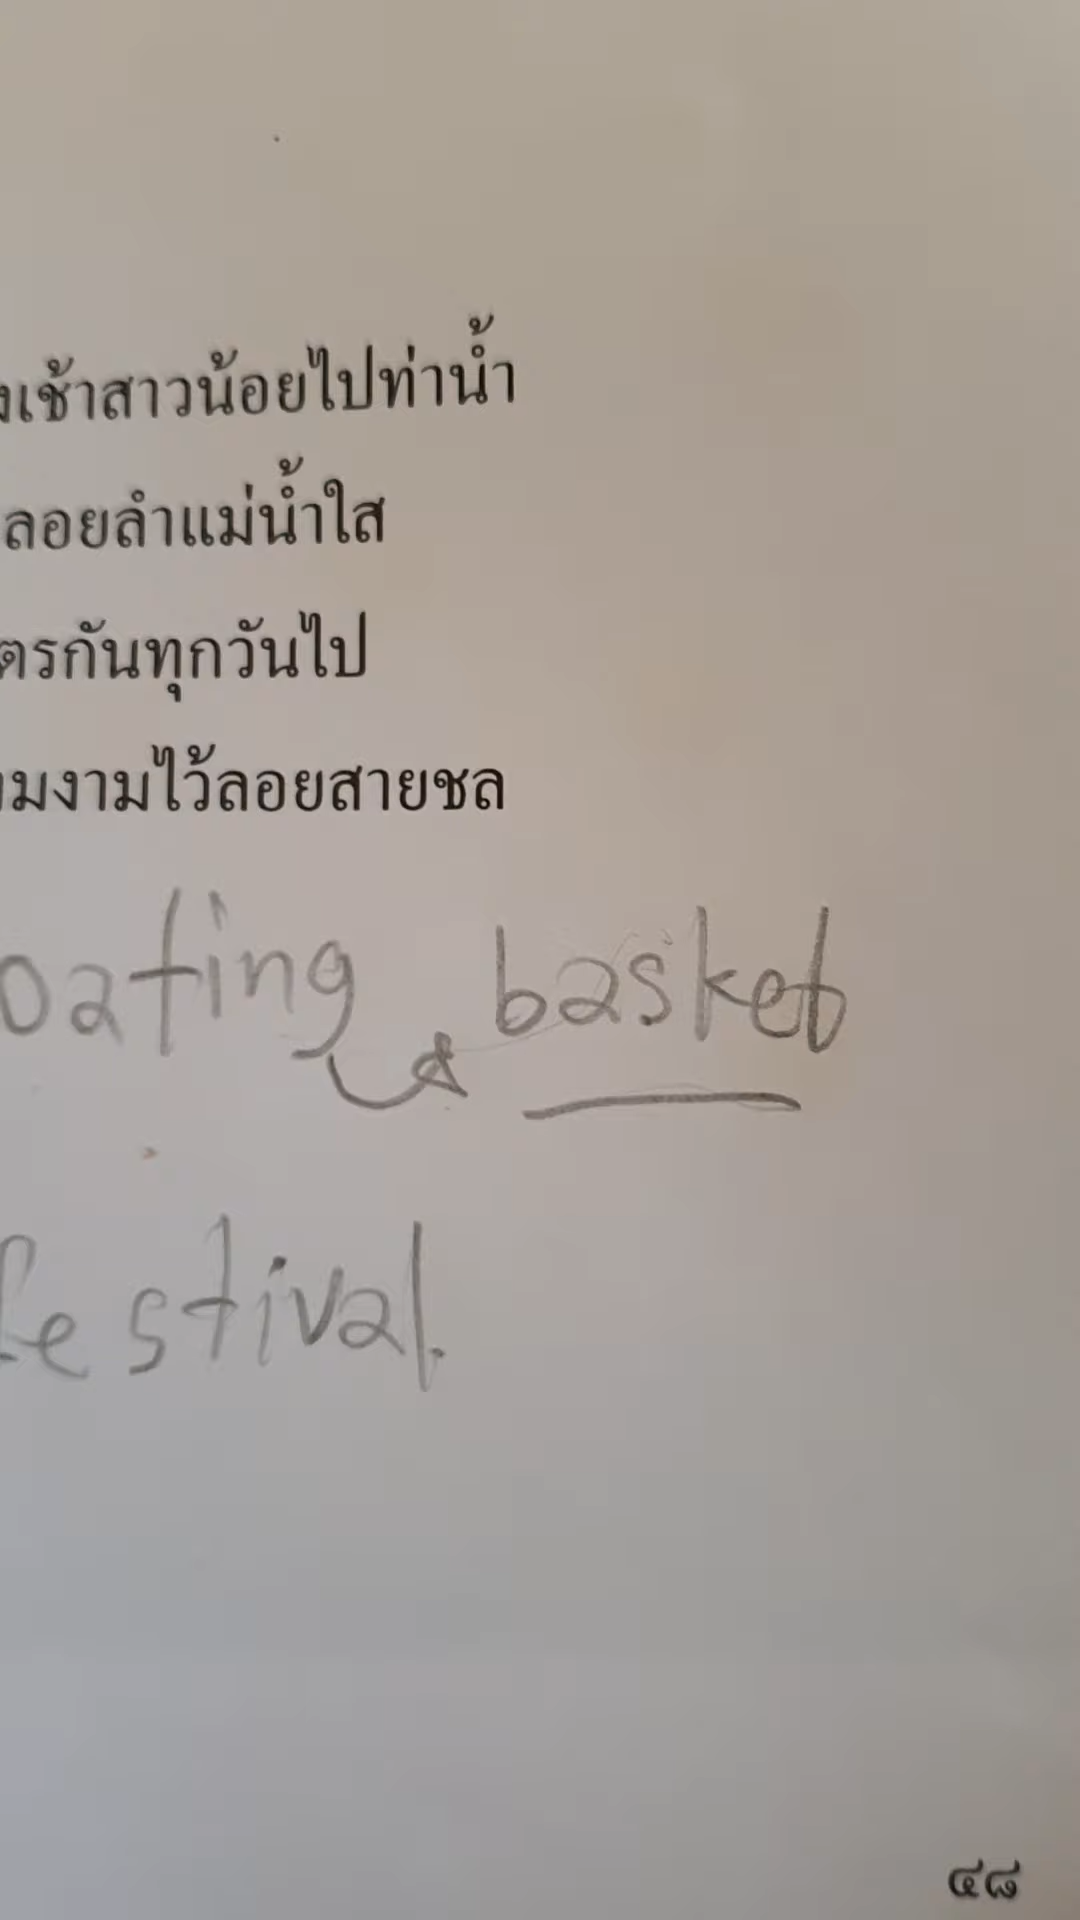 เช้าสาวน้อยไปท่าน้ำ
ลอยลำแม่น้ำใส
ตรกันทุกวันไป
มงามไว้ลอยสายชล
oating basket
festival.
๔๘